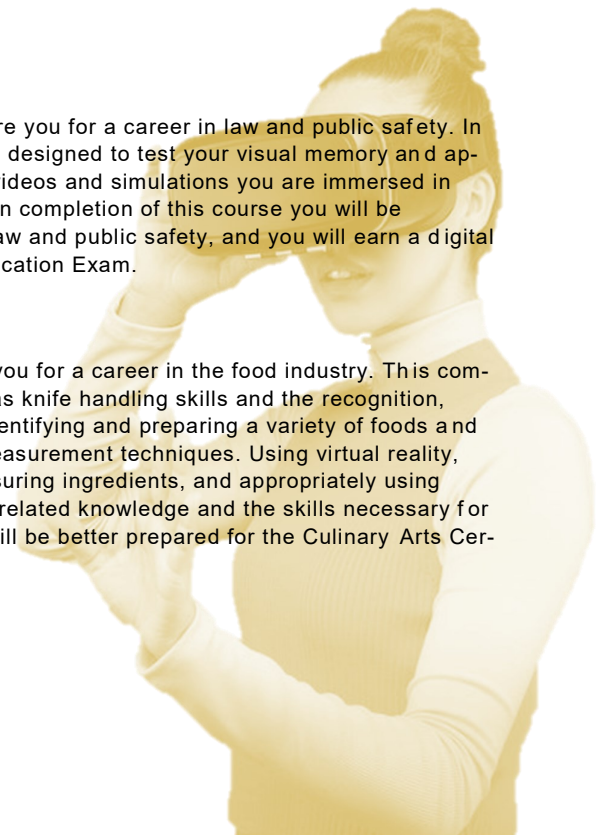 re you for a career in law and public safety. In
designed to test your visual memory and ap-
videos and simulations you are immersed in
n completion of this course you will be
aw and public safety, and you will earn a digital
cation Exam.
you for a career in the food industry. This com-
as knife handling skills and the recognition,
entifying and preparing a variety of foods and
easurement techniques. Using virtual reality,
suring ingredients, and appropriately using
related knowledge and the skills necessary for
ill be better prepared for the Culinary Arts Cer-